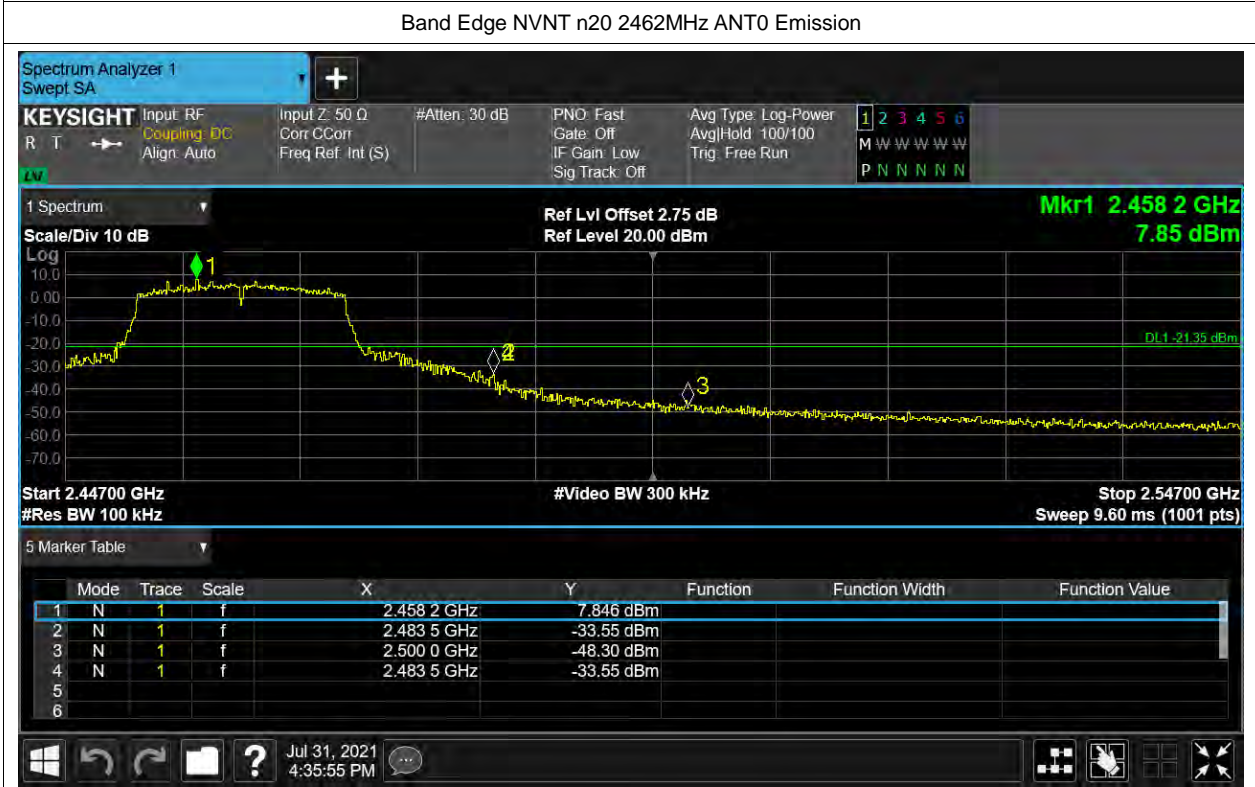 Band Edge NVNT n20 2462MHz ANT0 Emission
Spectrum Analyzer 1
Swept SA
+
KEYSIGHT
R T
LNI
Input: RF
Coupling: DC
Align: Auto
Input Z: 50 Ω
Corr CCorr
Freq Ref: Int (S)
#Atten: 30 dB
PNO: Fast
Gate: Off
IF Gain: Low
Sig Track: Off
Avg Type: Log-Power
Avg|Hold: 100/100
Trig: Free Run
1 2 3 4 5 6
M W W W W W
P N N N N N
1 Spectrum
Scale/Div 10 dB
Ref Lvl Offset 2.75 dB
Ref Level 20.00 dBm
Mkr1 2.458 2 GHz
7.85 dBm
Log
10.0
0.00
-10.0
-20.0
-30.0
-40.0
-50.0
-60.0
-70.0
1
3
DL1 -21.35 dBm
Start 2.44700 GHz
#Res BW 100 kHz
#Video BW 300 kHz
Stop 2.54700 GHz
Sweep 9.60 ms (1001 pts)
5 Marker Table
Mode Trace Scale X Y Function Function Width Function Value
1 N 1 f 2.458 2 GHz 7.846 dBm
2 N 1 f 2.483 5 GHz -33.55 dBm
3 N 1 f 2.500 0 GHz -48.30 dBm
4 N 1 f 2.483 5 GHz -33.55 dBm
5
6
?
Jul 31, 2021
4:35:55 PM